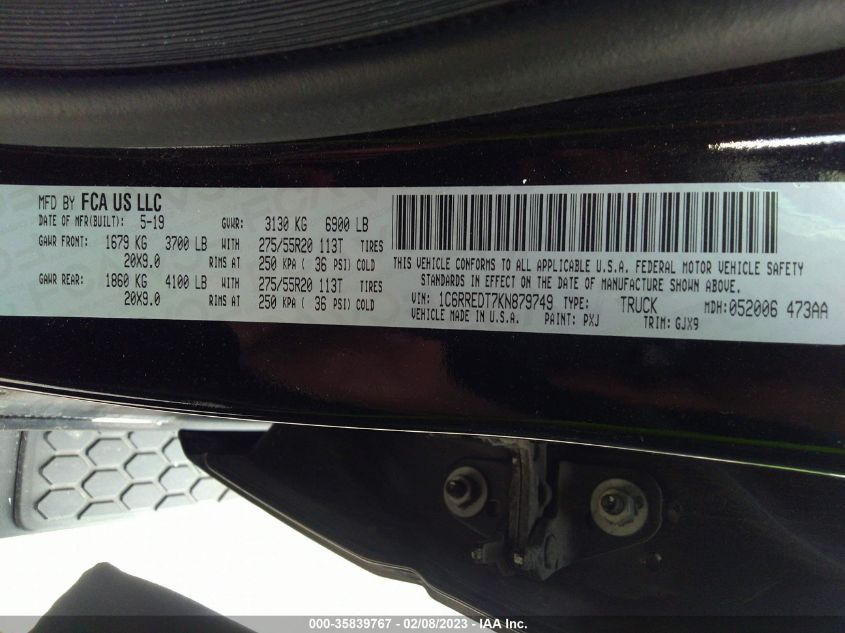 MFD BY FCA US LLC
DATE OF MFR(BUILT): 5-19 GVWR: 3130 KG 6900 LB
GAWR FRONT: 1679 KG 3700 LB WITH 275/55R20 113T TIRES
20X9.0 RIMS AT 250 KPA ( 36 PSI) COLD
GAWR REAR: 1860 KG 4100 LB WITH 275/55R20 113T TIRES
20X9.0 RIMS AT 250 KPA ( 36 PSI) COLD
THIS VEHICLE CONFORMS TO ALL APPLICABLE U.S.A. FEDERAL MOTOR VEHICLE SAFETY
STANDARDS IN EFFECT ON THE DATE OF MANUFACTURE SHOWN ABOVE.
VIN: 1C6RREDT7KN879749 TYPE: TRUCK MDH: 052006 473AA
VEHICLE MADE IN U.S.A. PAINT: PXJ TRIM: GJX9
000-35839767 - 02/08/2023 - IAA Inc.